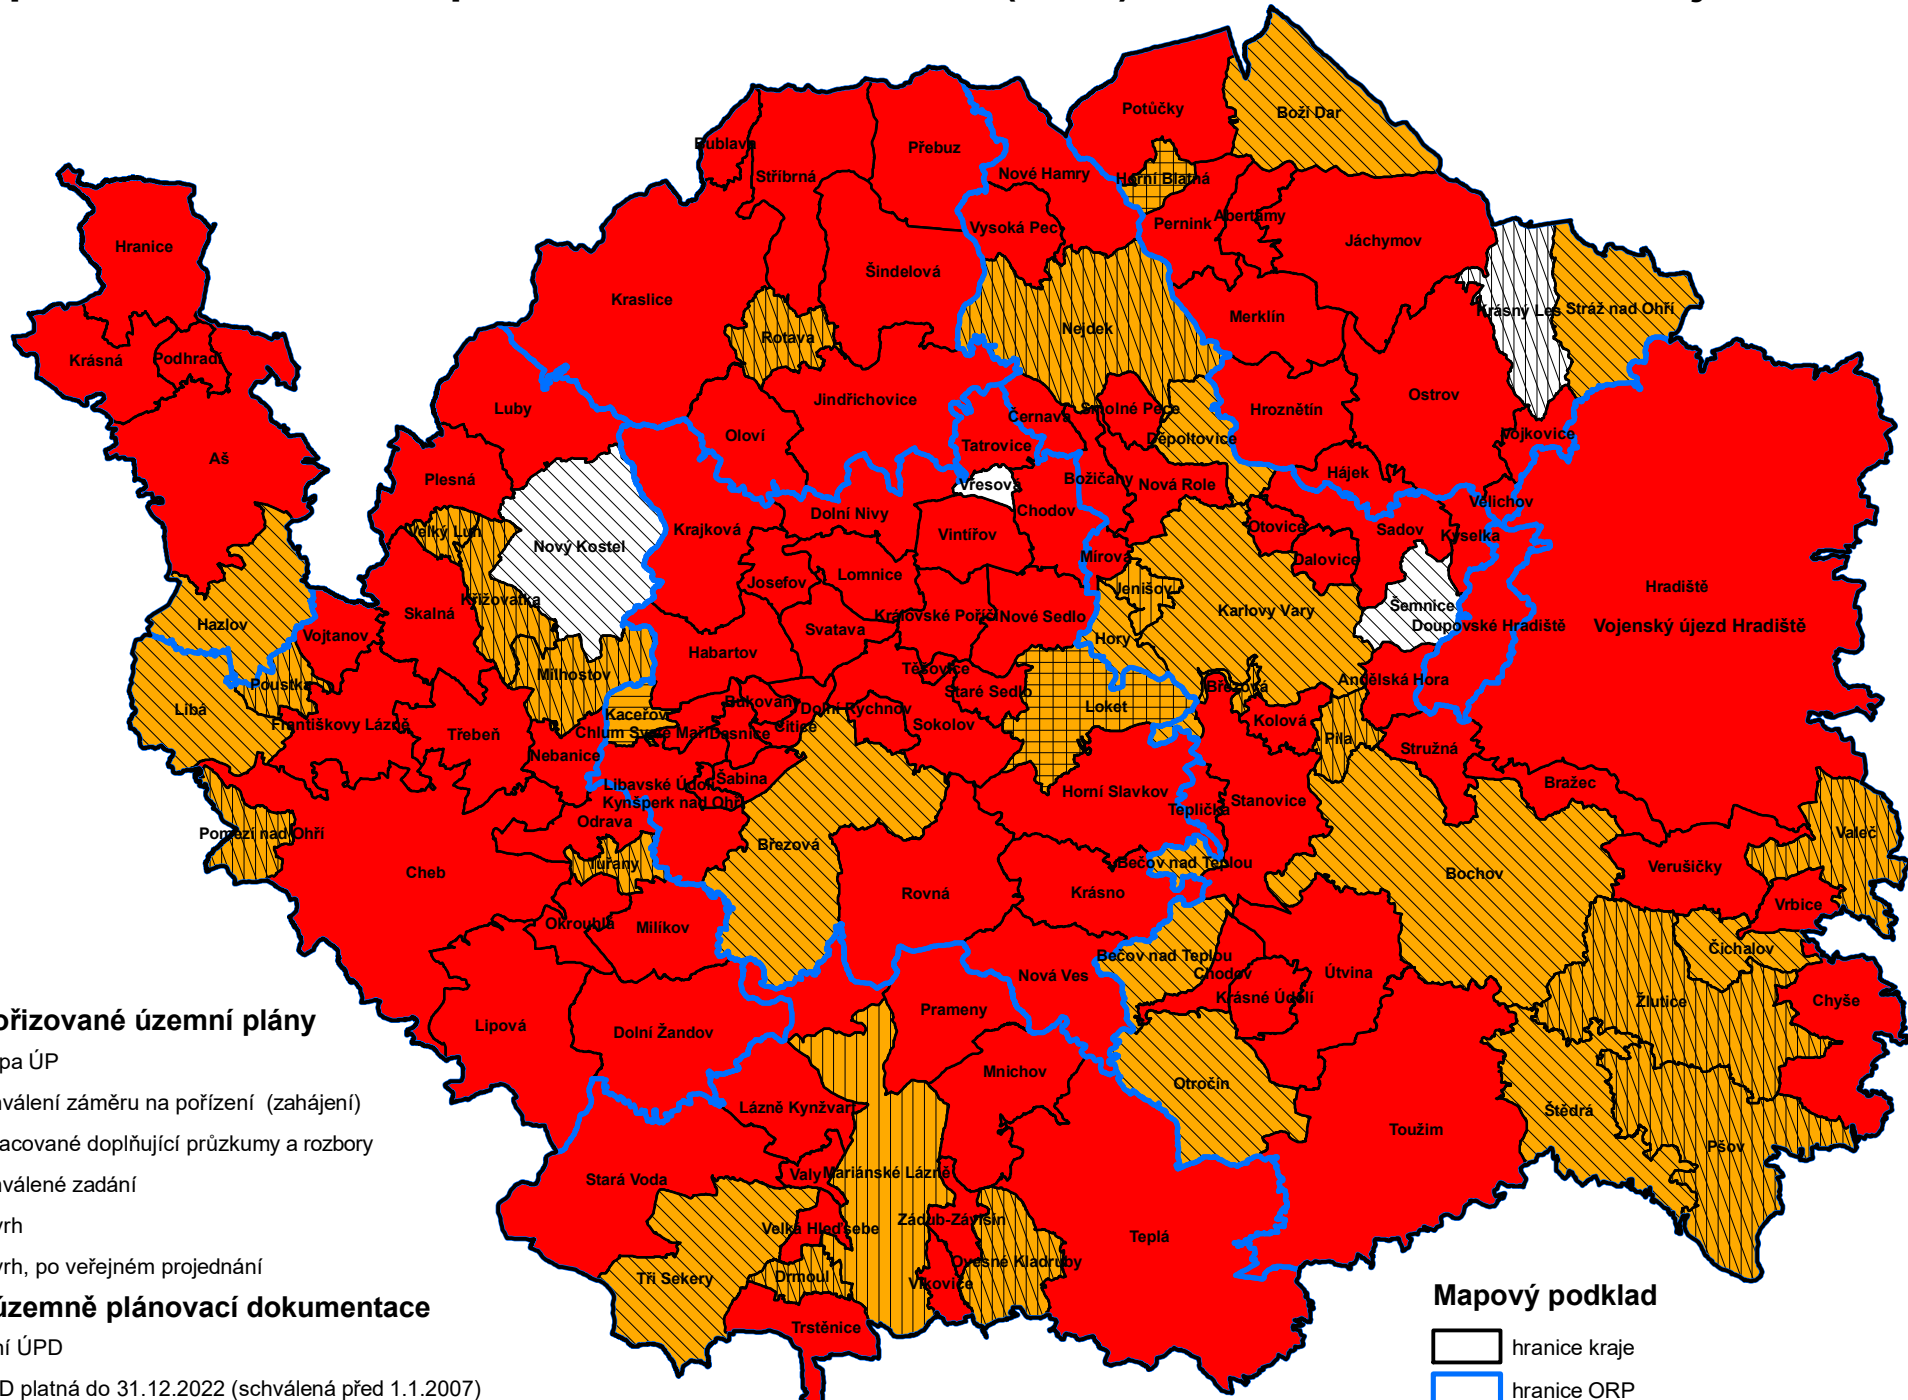 Potůčky
Boží Dar
Bublava
Přebuz
Stříbrná
Nové Hamry
Horní Blatná
Abertamy
Pernink
Vysoká Pec
Jáchymov
Hranice
Šindelová
Kraslice
Krásný Les
Stráž nad Ohří
Merklín
Nejdek
Rotava
Krásná
Podhradí
Ostrov
Jindřichovice
Luby
Smolné Pece
Hroznětín
Černava
Oloví
Vojkovice
Děpoltovice
Tatrovice
Aš
Hájek
Plesná
Božičany
Nová Role
Vřesová
Velichov
Chodov
Dolní Nivy
Otovice
Sadov
Krajková
Velký Luh
Vintířov
Kyselka
Nový Kostel
Mírová
Dalovice
Lomnice
Josefov
Hradiště
Jenišov
Křižovatka
Šemnice
Skalná
Karlovy Vary
Královské Poříčí
Nové Sedlo
Hazlov
Doupovské Hradiště
Vojenský újezd Hradiště
Svatava
Vojtanov
Hory
Habartov
Těšovice
Milhostov
Andělská Hora
Poustka
Březová
Staré Sedlo
Bukovany
Loket
Libá
Dolní Rychnov
Kaceřov
Kolová
Františkovy Lázně
Sokolov
Citice
Chlum Svaté Maří
Dasnice
Třebeň
Pila
Stružná
Nebanice
Šabina
Bražec
Libavské Údolí
Horní Slavkov
Kynšperk nad Ohří
Stanovice
Teplička
Odrava
Pomezí nad Ohří
Valeč
Březová
Tuřany
Bečov nad Teplou
Verušičky
Cheb
Bochov
Krásno
Rovná
Vrbice
Okrouhlá
Milíkov
Čichalov
Bečov nad Teplou
Chodov
Nová Ves
Útvina
Krásné Údolí
Žlutice
Chyše
Prameny
Lipová
Dolní Žandov
Mnichov
Otročín
Lázně Kynžvart
Štědrá
Toužim
Pšov
Valy
Mariánské Lázně
Stará Voda
Zádub-Závišín
Velká Hleďsebe
Teplá
Ovesné Kladruby
Tři Sekery
Drmoul
Vlkovice
Trstěnice
ořizované územní plány
pa ÚP
válení záměru na pořízení (zahájení)
acované doplňující průzkumy a rozbory
válené zadání
vrh
vrh, po veřejném projednání
územně plánovací dokumentace
ní ÚPD
D platná do 31.12.2022 (schválená před 1.1.2007)
Mapový podklad
hranice kraje
hranice ORP